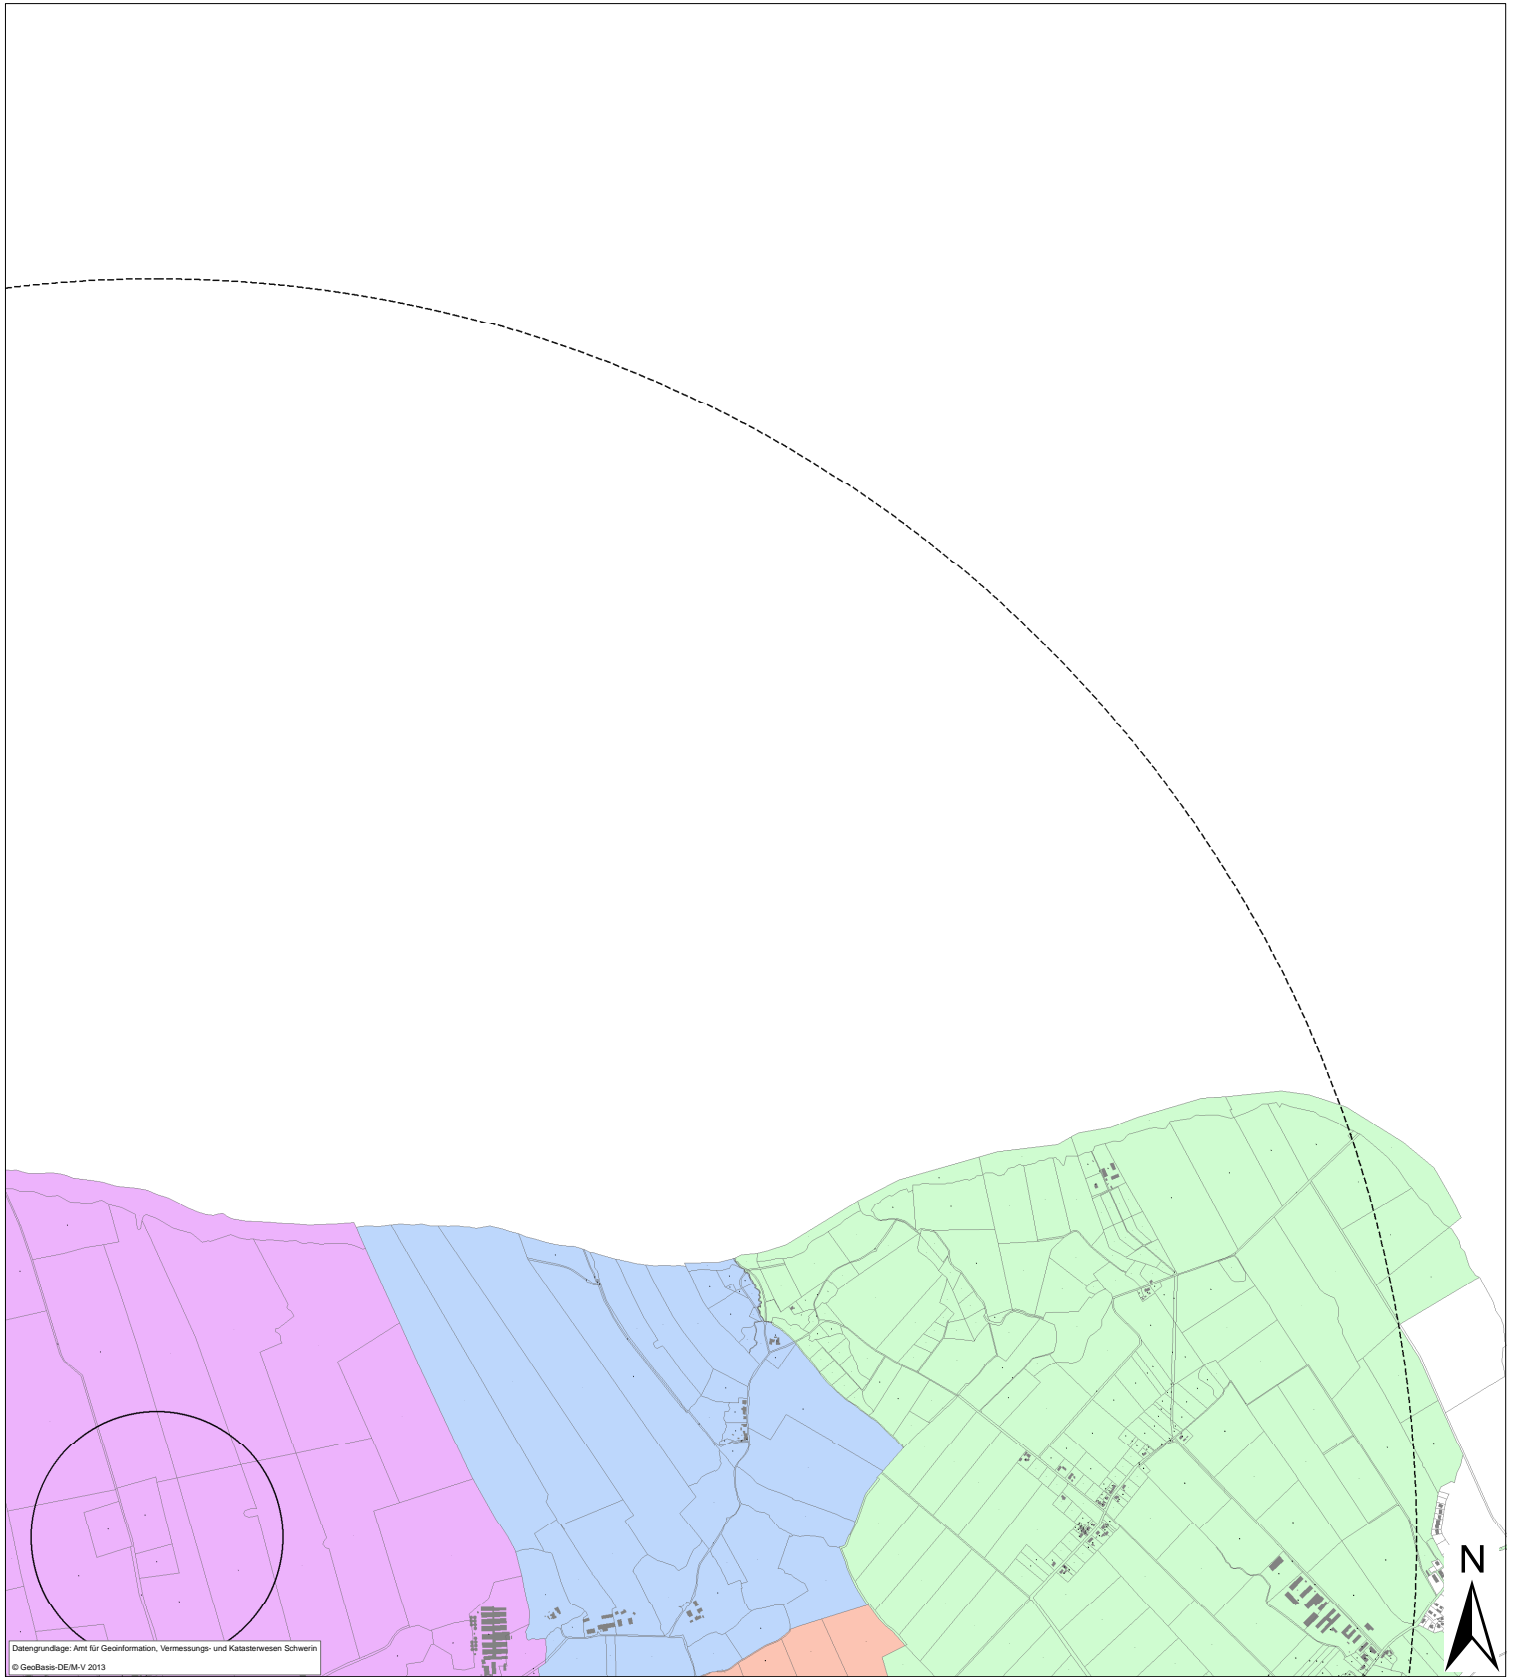 N
Datengrundlage: Amt für Geoinformation, Vermessungs- und Katasterwesen Schwerin
© GeoBasis-DE/M-V 2013